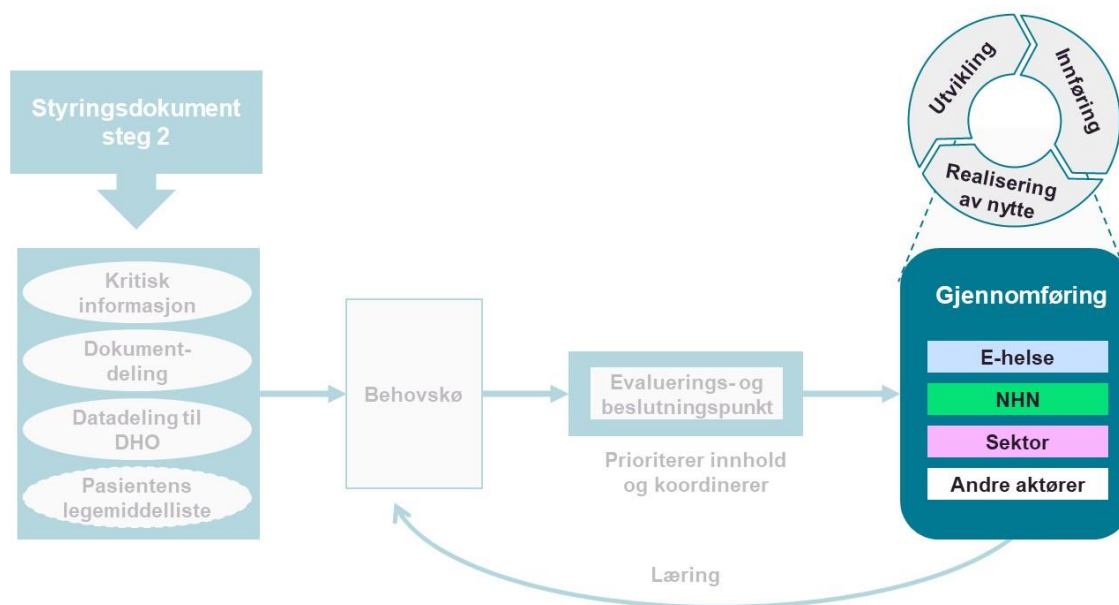 Styringsdokument
steg 2
Kritisk
informasjon
Dokument-
deling
Datadeling til
DHO
Pasientens
legemiddelliste
Behovskø
Evaluerings- og
beslutningspunkt
Prioriterer innhold
og koordinerer
Læring
Utvikling
Innføring
Realisering
av nytte
Gjennomføring
E-helse
NHN
Sektor
Andre aktører